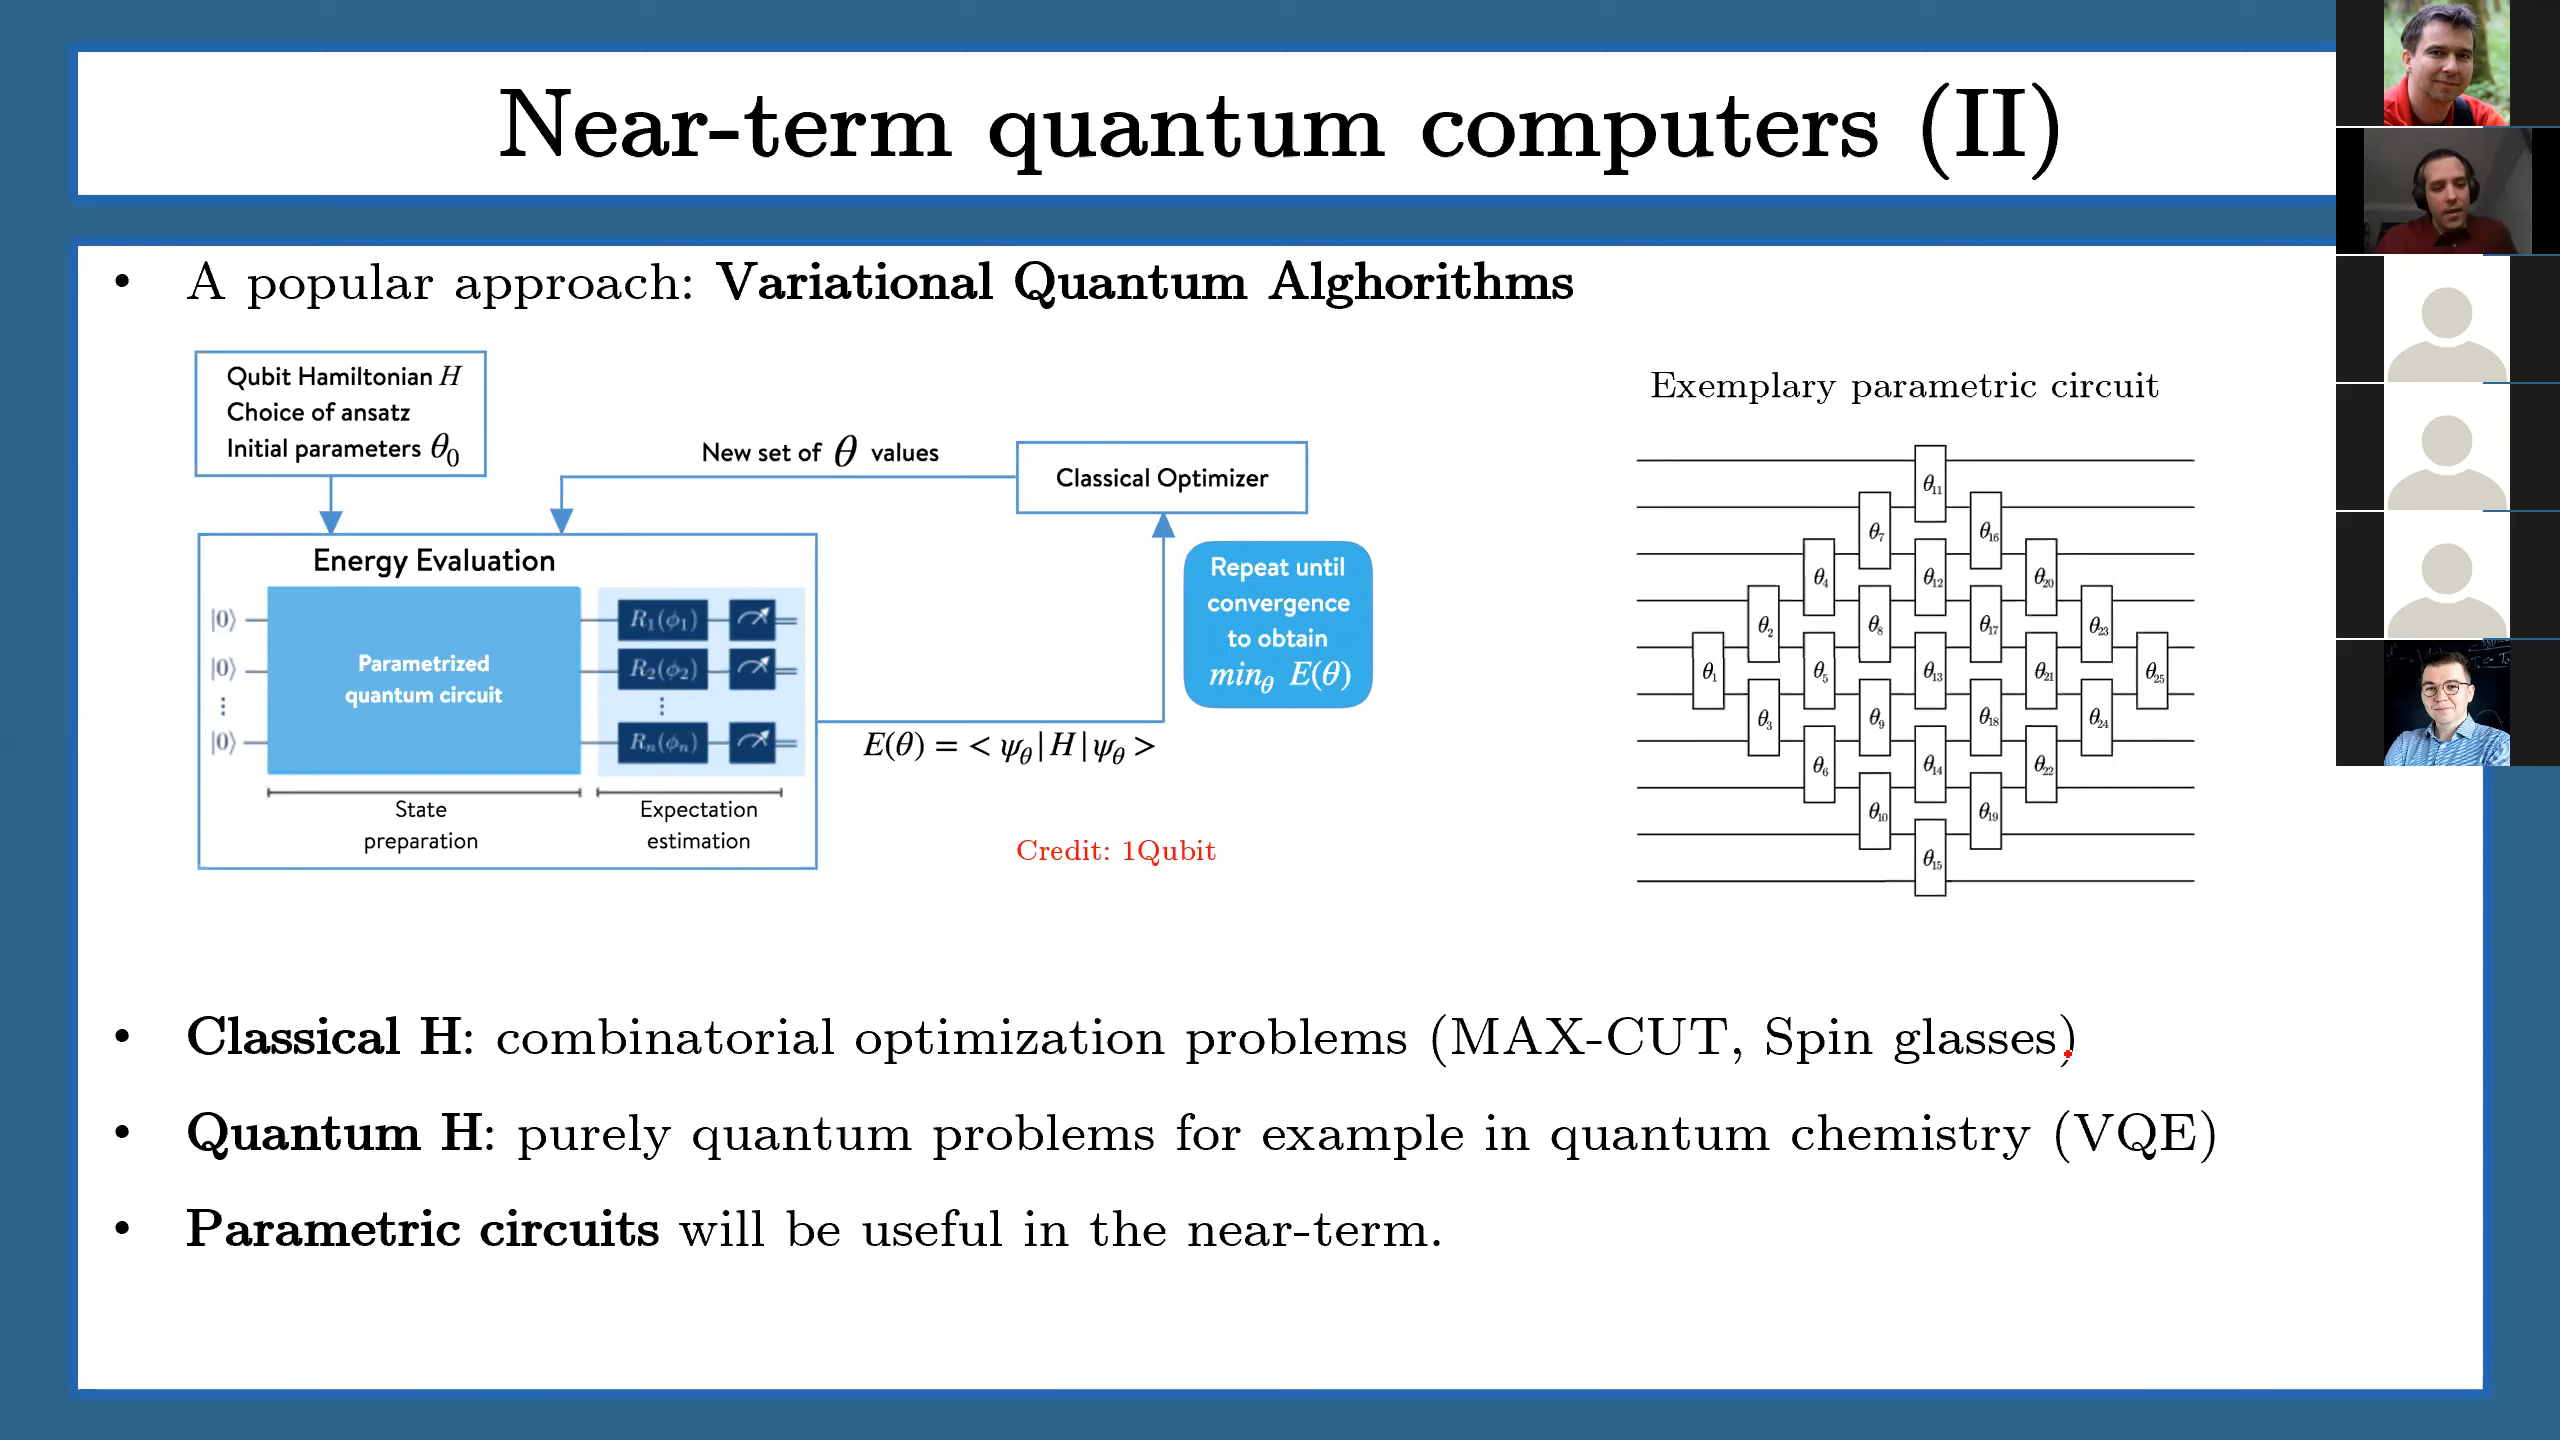 Near-term quantum computers (II)
• A popular approach: Variational Quantum Alghorithms
Qubit Hamiltonian H
Choice of ansatz
Initial parameters θ₀
New set of θ values
Classical Optimizer
Energy Evaluation
|0⟩
|0⟩
⋮
|0⟩
Parametrized
quantum circuit
R₁(ϕ₁)
R₂(ϕ₂)
⋮
Rₙ(ϕₙ)
State
preparation
Expectation
estimation
Repeat until
convergence
to obtain
min_θ E(θ)
E(θ) = < ψ_θ | H | ψ_θ >
Credit: 1Qubit
Exemplary parametric circuit
θ₁
θ₂
θ₃
θ₄
θ₅
θ₆
θ₇
θ₈
θ₉
θ₁₀
θ₁₁
θ₁₂
θ₁₃
θ₁₄
θ₁₅
θ₁₆
θ₁₇
θ₁₈
θ₁₉
θ₂₀
θ₂₁
θ₂₂
θ₂₃
θ₂₄
θ₂₅
• Classical H: combinatorial optimization problems (MAX-CUT, Spin glasses)
• Quantum H: purely quantum problems for example in quantum chemistry (VQE)
• Parametric circuits will be useful in the near-term.